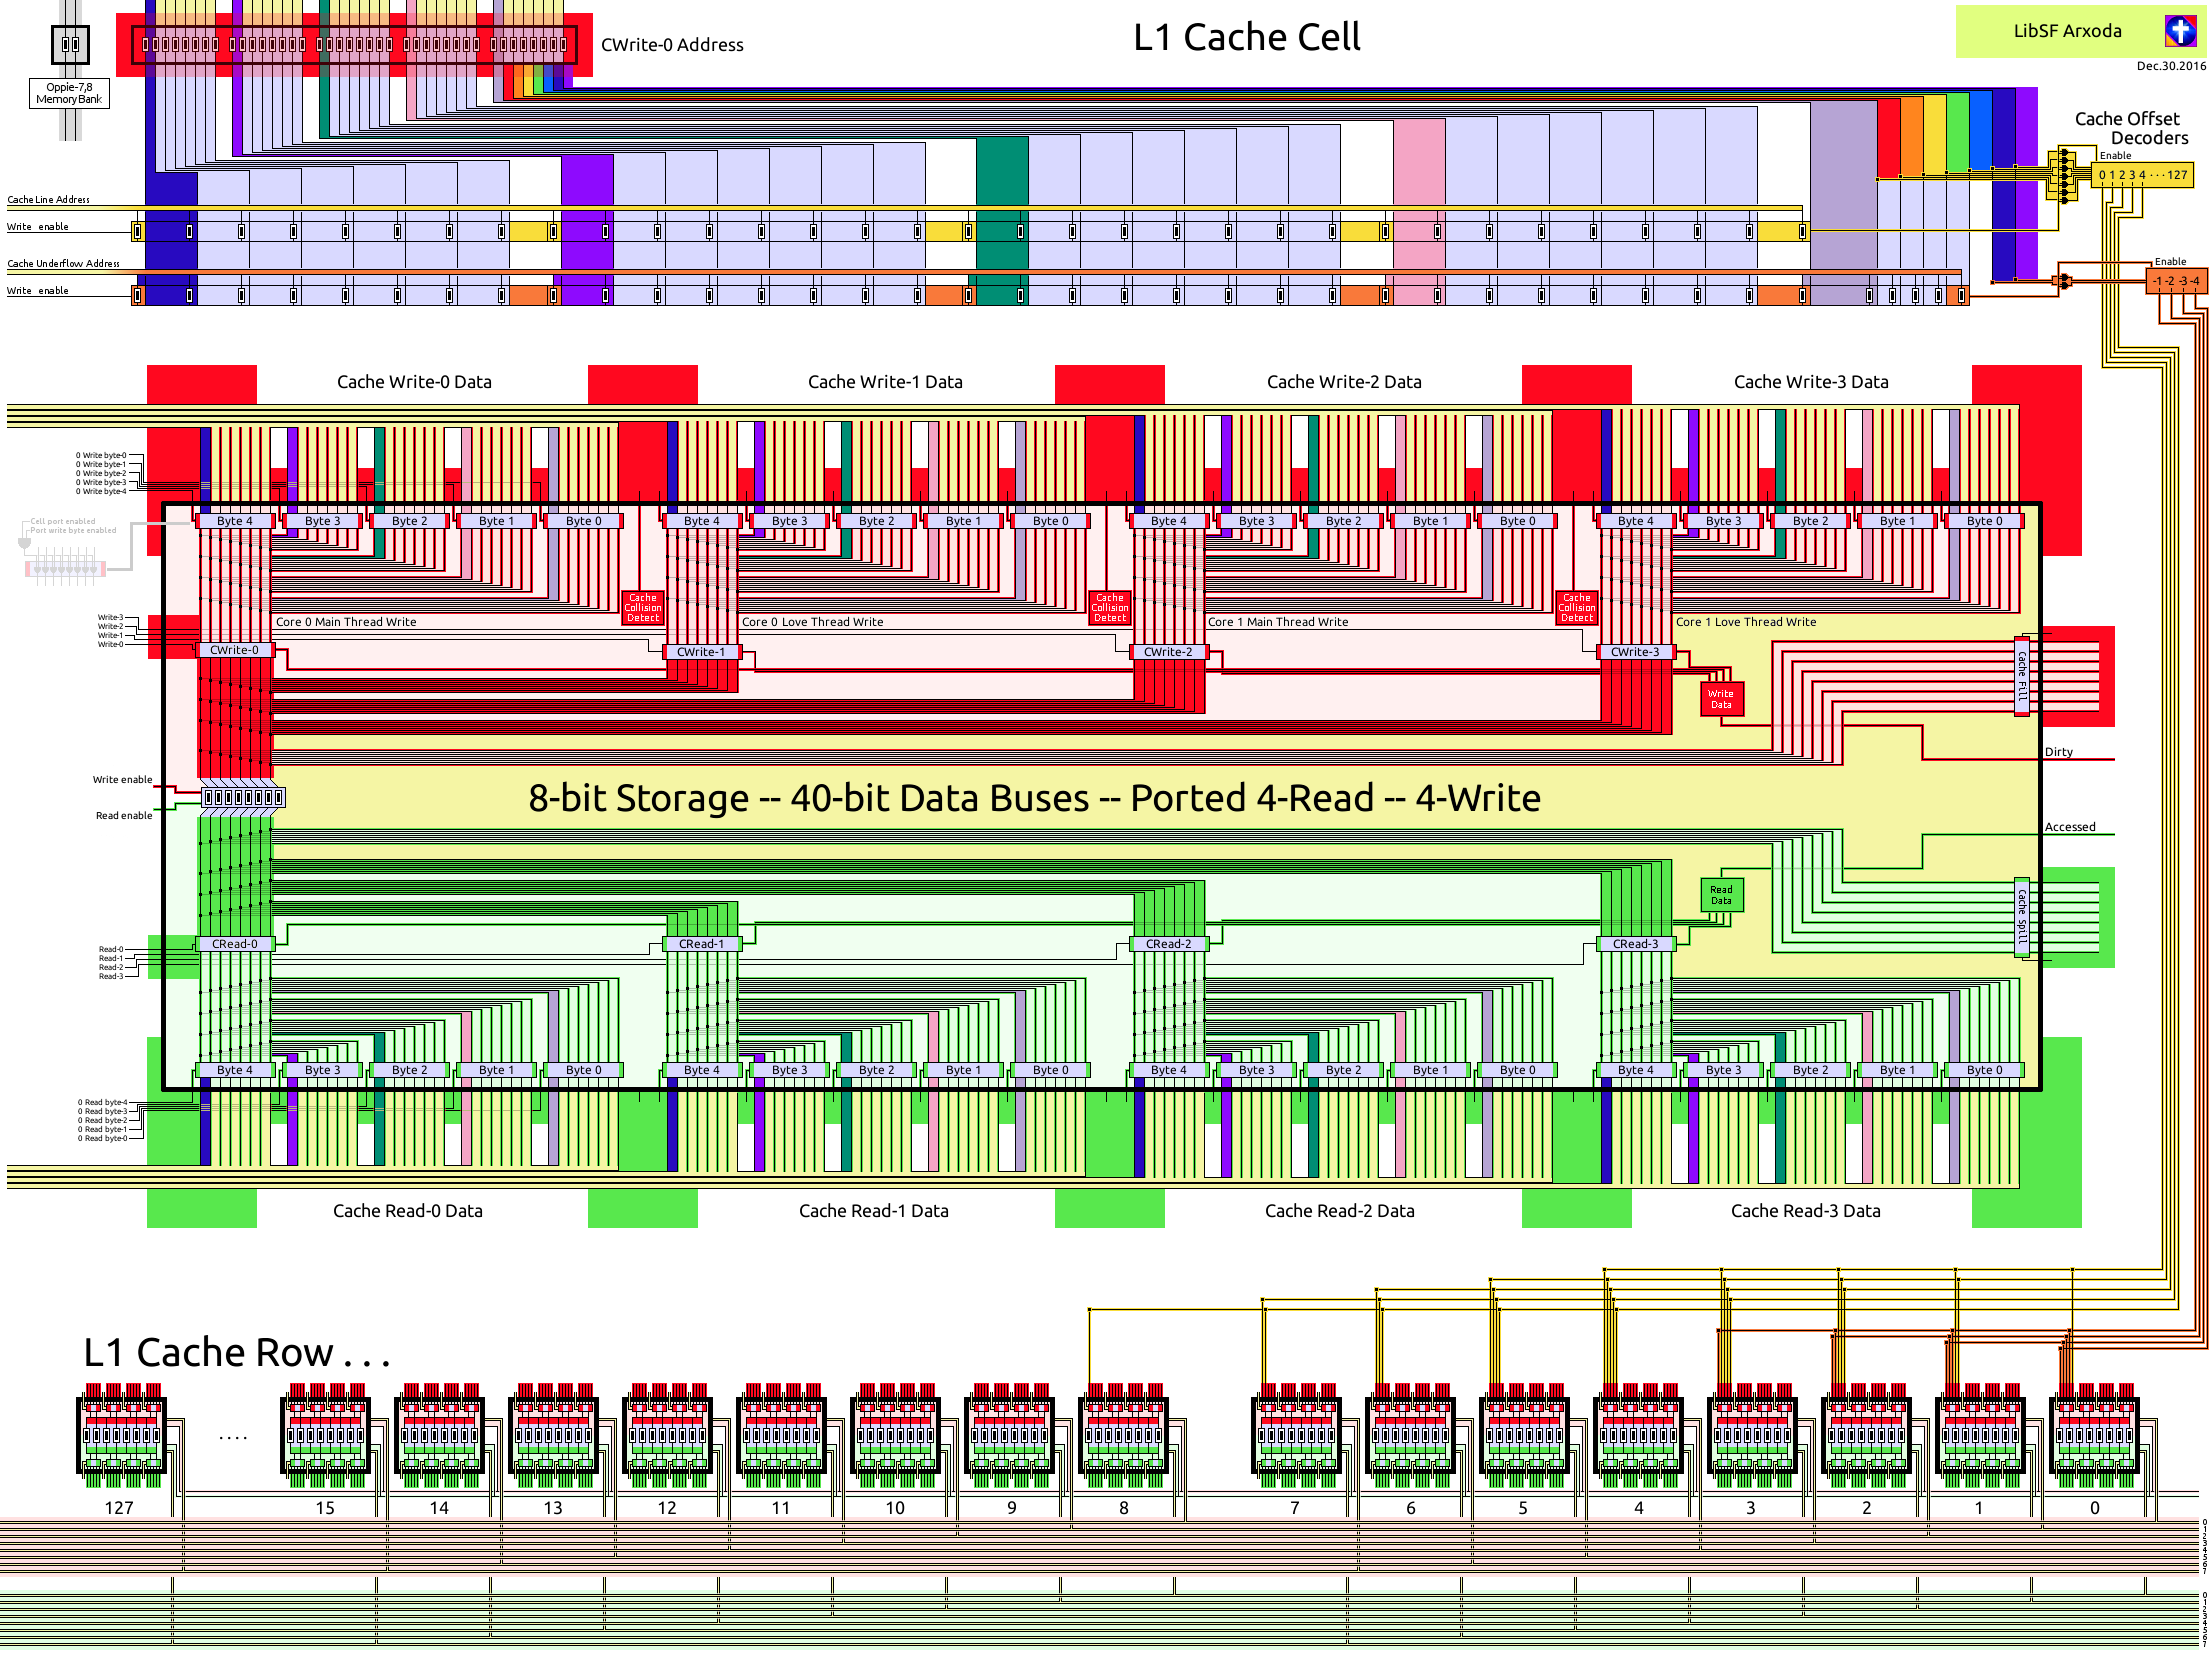 L1 Cache Cell
LibSF Arxoda
Dec.30.2016
CWrite-0 Address
Oppie-7,8
Memory Bank
Cache Offset
Decoders
Enable
0 1 2 3 4 · · · 127
Cache Line Address
Write enable
Cache Underflow Address
Write enable
Enable
-1 -2 -3 -4
Cache Write-0 Data
Cache Write-1 Data
Cache Write-2 Data
Cache Write-3 Data
0 Write byte-0
0 Write byte-1
0 Write byte-2
0 Write byte-3
0 Write byte-4
Cell port enabled
Port write byte enabled
Byte 4 Byte 3 Byte 2 Byte 1 Byte 0
Byte 4 Byte 3 Byte 2 Byte 1 Byte 0
Byte 4 Byte 3 Byte 2 Byte 1 Byte 0
Byte 4 Byte 3 Byte 2 Byte 1 Byte 0
Cache
Collision
Detect
Cache
Collision
Detect
Cache
Collision
Detect
Write-3
Write-2
Write-1
Write-0
Core 0 Main Thread Write
Core 0 Love Thread Write
Core 1 Main Thread Write
Core 1 Love Thread Write
CWrite-0
CWrite-1
CWrite-2
CWrite-3
Cache Fill
Write
Data
Dirty
Write enable
Read enable
8-bit Storage -- 40-bit Data Buses -- Ported 4-Read -- 4-Write
Accessed
Read
Data
Cache Spill
CRead-0
CRead-1
CRead-2
CRead-3
Read-0
Read-1
Read-2
Read-3
Byte 4 Byte 3 Byte 2 Byte 1 Byte 0
Byte 4 Byte 3 Byte 2 Byte 1 Byte 0
Byte 4 Byte 3 Byte 2 Byte 1 Byte 0
Byte 4 Byte 3 Byte 2 Byte 1 Byte 0
0 Read byte-4
0 Read byte-3
0 Read byte-2
0 Read byte-1
0 Read byte-0
Cache Read-0 Data
Cache Read-1 Data
Cache Read-2 Data
Cache Read-3 Data
L1 Cache Row . . .
. . . .
127 15 14 13 12 11 10 9 8 7 6 5 4 3 2 1 0
0
1
2
3
4
5
6
7
0
1
2
3
4
5
6
7